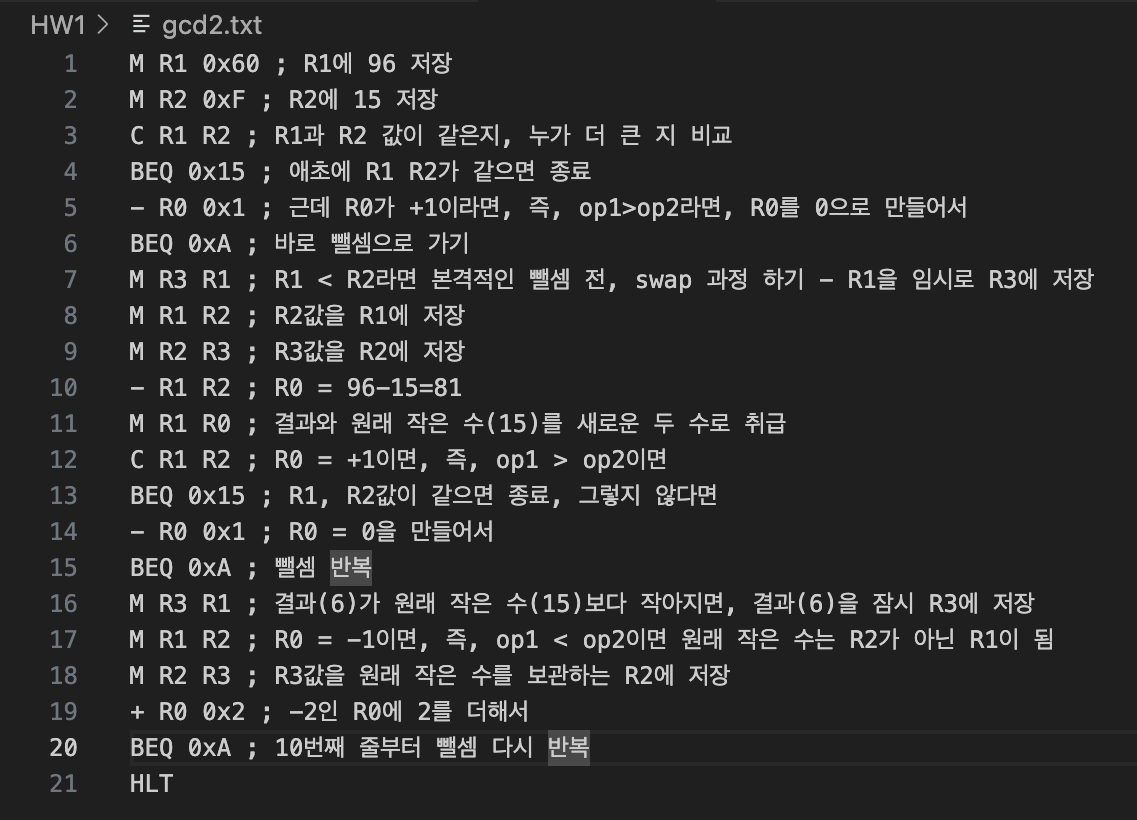 HW1 > gcd2.txt
1 M R1 0x60 ; R1에 96 저장
2 M R2 0xF ; R2에 15 저장
3 C R1 R2 ; R1과 R2 값이 같은지, 누가 더 큰 지 비교
4 BEQ 0x15 ; 애초에 R1 R2가 같으면 종료
5 - R0 0x1 ; 근데 R0가 +1이라면, 즉, op1>op2라면, R0를 0으로 만들어서
6 BEQ 0xA ; 바로 뺄셈으로 가기
7 M R3 R1 ; R1 < R2라면 본격적인 뺄셈 전, swap 과정 하기 - R1을 임시로 R3에 저장
8 M R1 R2 ; R2값을 R1에 저장
9 M R2 R3 ; R3값을 R2에 저장
10 - R1 R2 ; R0 = 96-15=81
11 M R1 R0 ; 결과와 원래 작은 수(15)를 새로운 두 수로 취급
12 C R1 R2 ; R0 = +1이면, 즉, op1 > op2이면
13 BEQ 0x15 ; R1, R2값이 같으면 종료, 그렇지 않다면
14 - R0 0x1 ; R0 = 0을 만들어서
15 BEQ 0xA ; 뺄셈 반복
16 M R3 R1 ; 결과(6)가 원래 작은 수(15)보다 작아지면, 결과(6)을 잠시 R3에 저장
17 M R1 R2 ; R0 = -1이면, 즉, op1 < op2이면 원래 작은 수는 R2가 아닌 R1이 됨
18 M R2 R3 ; R3값을 원래 작은 수를 보관하는 R2에 저장
19 + R0 0x2 ; -2인 R0에 2를 더해서
20 BEQ 0xA ; 10번째 줄부터 뺄셈 다시 반복
21 HLT